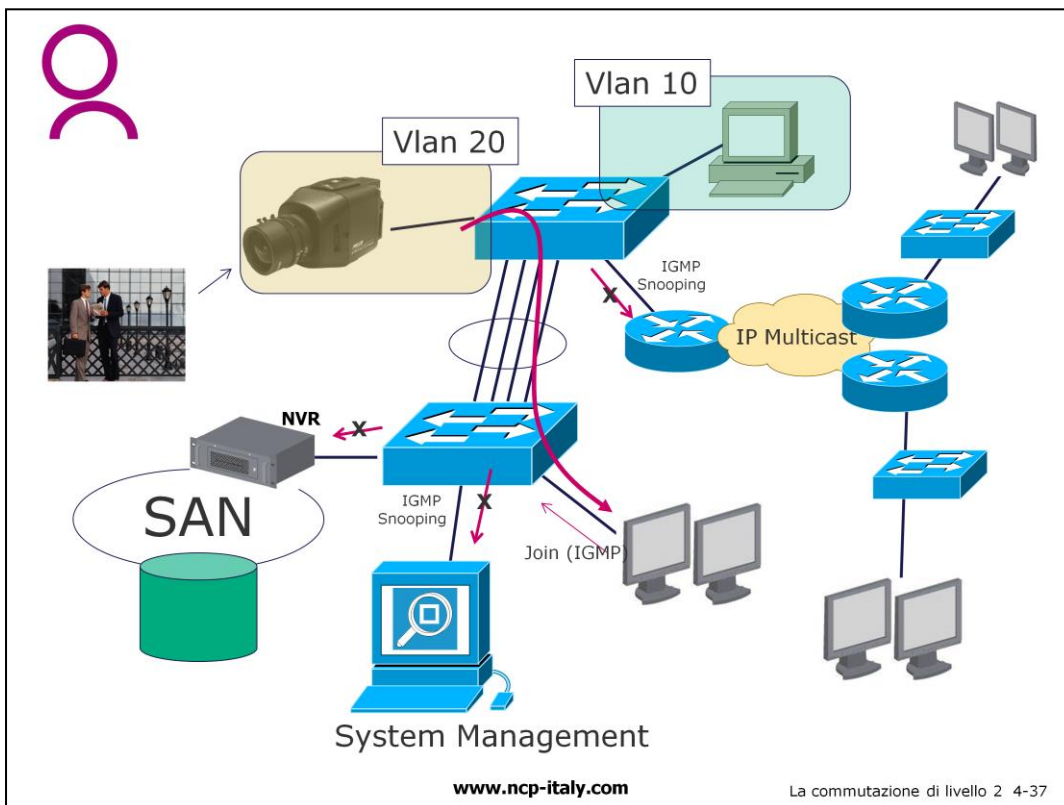 Vlan 10
Vlan 20
IGMP
Snooping
X
IP Multicast
NVR
X
SAN
IGMP
Snooping
X
Join (IGMP)
System Management
www.ncp-italy.com
La commutazione di livello 2 4-37